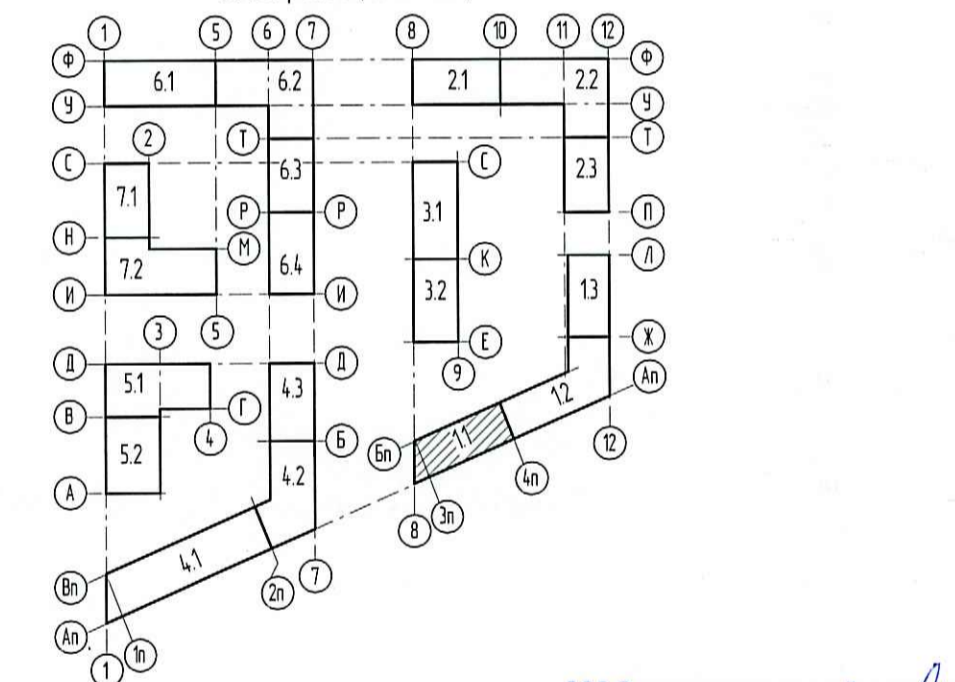 1 5 6 7 8 10 11 12
Ф 6.1 6.2 2.1 2.2 Ф
У У
2 Т Т
С 7.1 6.3 3.1 С 2.3
Р Р П
Н М К Л
7.2 6.4 3.2 1.3
И И
3 5 Е Ж
Д 5.1 4.3 Д 9 Ап
В Г 1.2
4 Б Бп 1.1 12
5.2 4.2 4п
А 3п
8
4.1 7
Вп 2п
Ап 1п
1